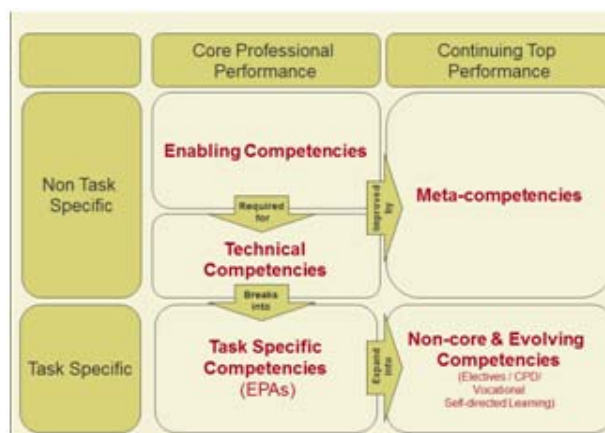 Core Professional
Performance
Continuing Top
Performance
Non Task
Specific
Enabling Competencies
Required
for
Improved
by
Meta-competencies
Technical
Competencies
Breaks
into
Task Specific
Task Specific
Competencies
(EPAs)
Expand
into
Non-core & Evolving
Competencies
(Electives / CPD/
Vocational
Self-directed Learning)